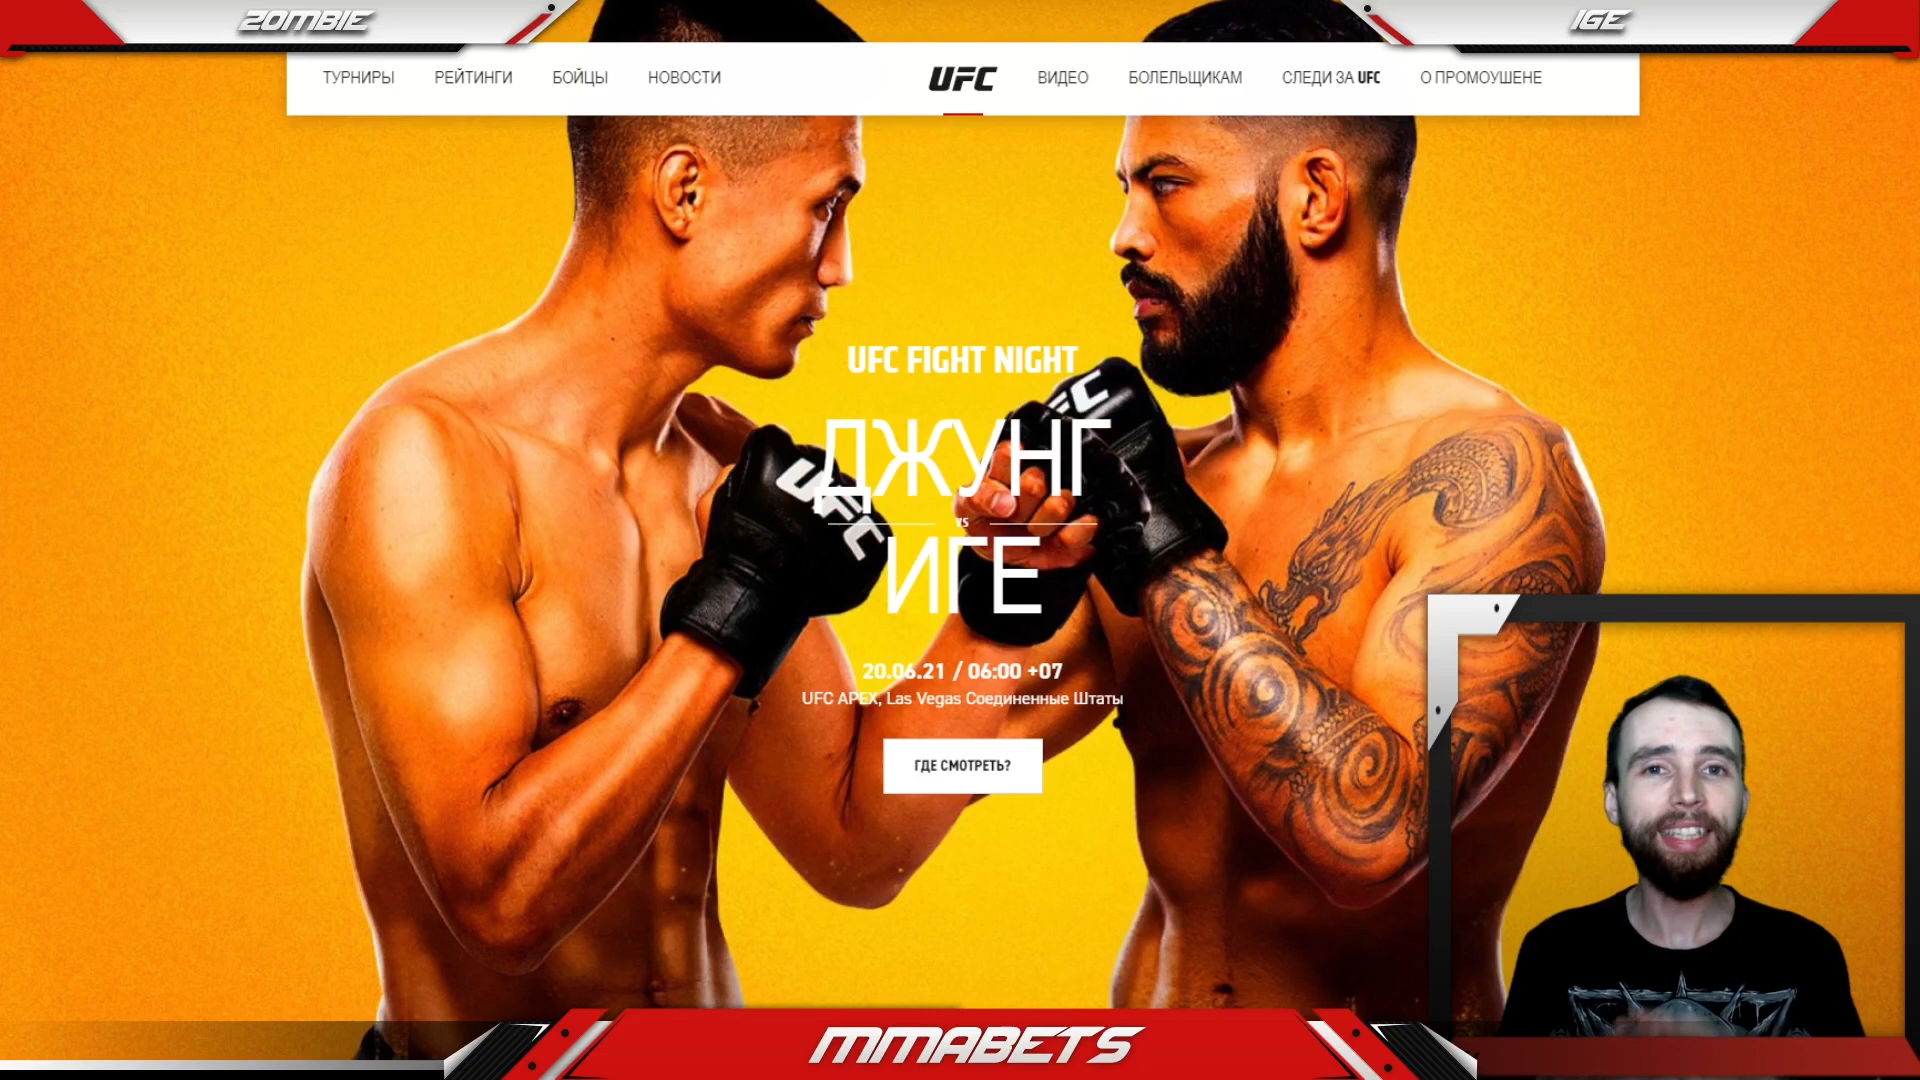 ZOMBIE
IGE
ТУРНИРЫ РЕЙТИНГИ БОЙЦЫ НОВОСТИ UFC ВИДЕО БОЛЕЛЬЩИКАМ СЛЕДИ ЗА UFC О ПРОМОУШЕНЕ
UFC FIGHT NIGHT
ДЖУНГ
VS
ИГЕ
20.06.21 / 06:00 +07
UFC APEX, Las Vegas Соединенные Штаты
ГДЕ СМОТРЕТЬ?
UFC
MMABETS